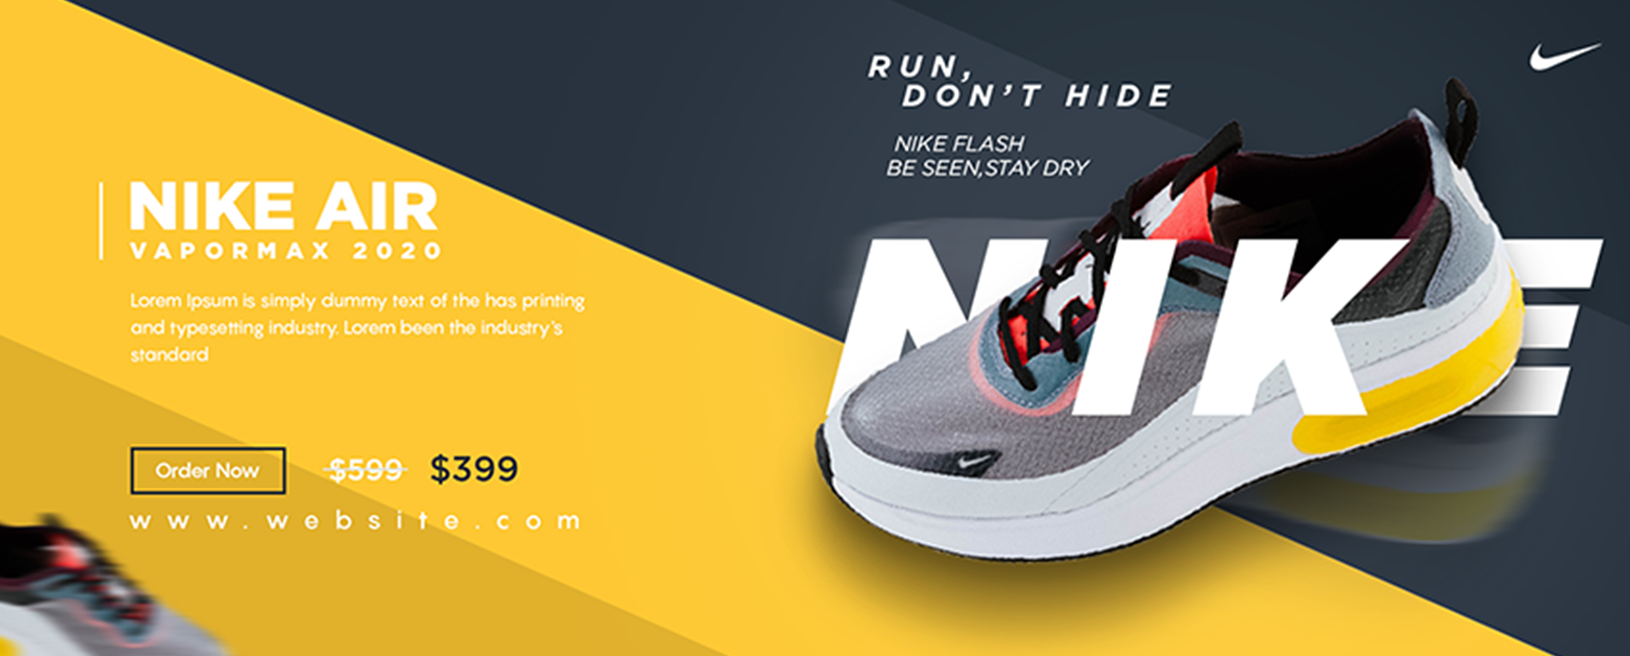 NIKE AIR
VAPORMAX 2020
Lorem Ipsum is simply dummy text of the has printing
and typesetting industry. Lorem been the industry's
standard
Order Now $599 $399
www.website.com
RUN,
DON'T HIDE
NIKE FLASH
BE SEEN,STAY DRY
NIKE